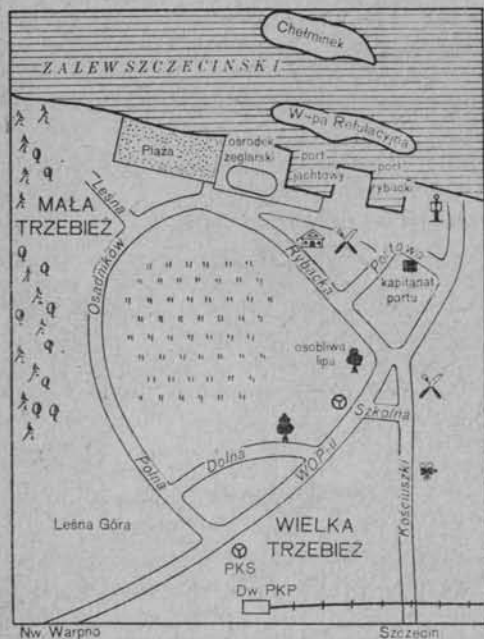 Chełminek
ZALEW SZCZECIŃSKI
W-pa Refulacyjna
Plaża
ośrodek
żeglarski
port
jachtowy
port
rybacki
Leśna
MAŁA
TRZEBIEŻ
Osadników
Rybacka
Portowa
kapitanat
portu
osobliwa
lipa
Szkolna
Dolna
WOP-u
Polna
Kościuszki
Leśna Góra
WIELKA
TRZEBIEŻ
PKS
Dw. PKP
Nw. Warpno
Szczecin